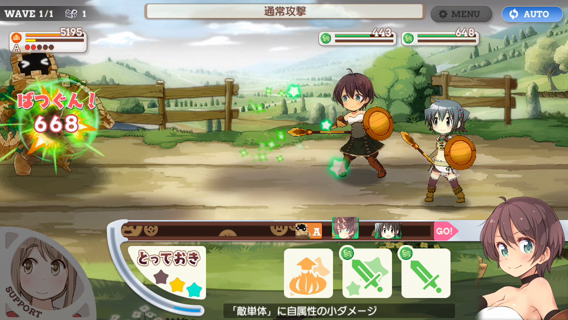 WAVE 1/1 1
通常攻撃
MENU
AUTO
5195
A
443
648
ばつぐん!
668
A
GO!
とっておき
SUPPORT
「敵単体」に自属性の小ダメージ